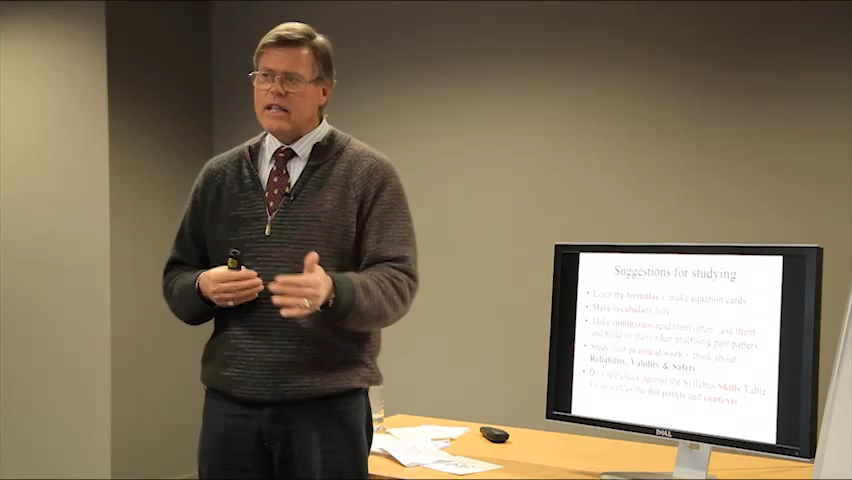 Suggestions for studying
• Learn the formulae - make equation cards
• Make vocabulary lists
• Make summaries read them often use them
and build on them when practising past papers
• Study your practical work - think about
Reliability, Validity & Safety
• Do a self check against the Syllabus Skills Table
as well as the dot points and contexts
DELL